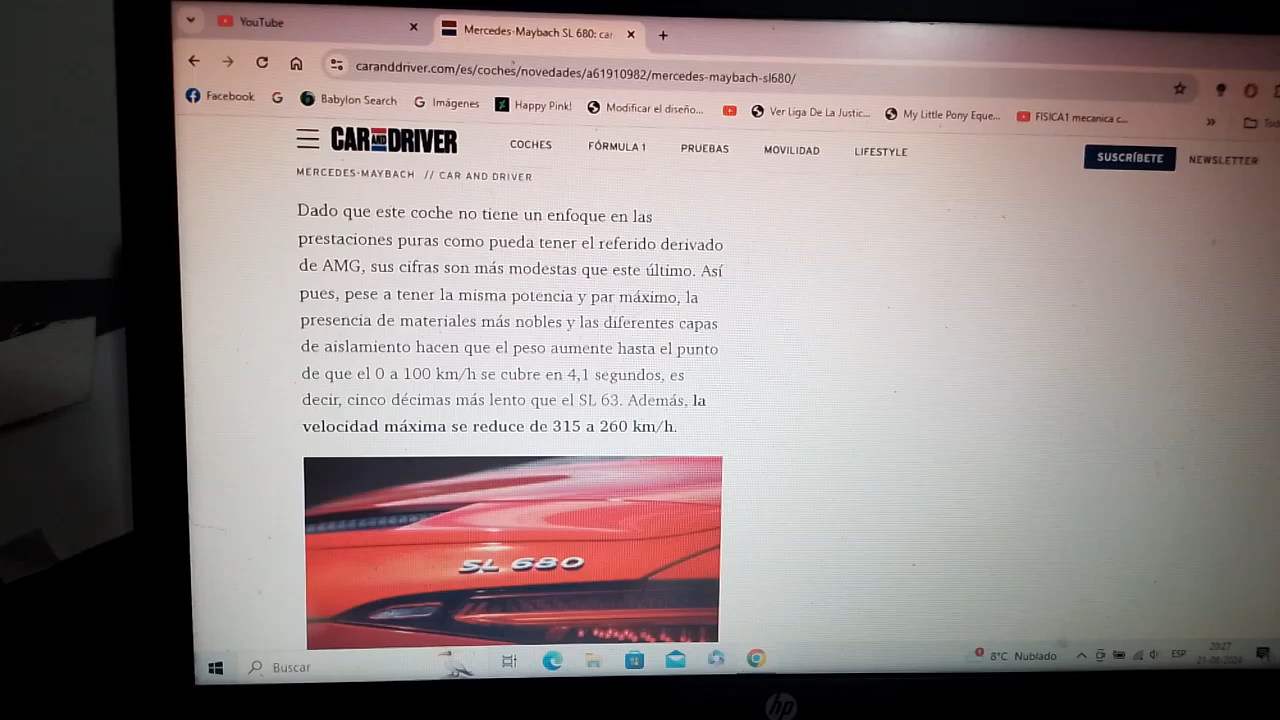 YouTube
Mercedes-Maybach SL 680: car
caranddriver.com/es/coches/novedades/a61910982/mercedes-maybach-sl680/
Facebook G Babylon Search G Imágenes Happy Pink! Modificar el diseño... Ver Liga De La Justic... My Little Pony Eque... FISICA1 mecanica c... »
CAR AND DRIVER COCHES FÓRMULA 1 PRUEBAS MOVILIDAD LIFESTYLE SUSCRÍBETE NEWSLETTER
MERCEDES-MAYBACH // CAR AND DRIVER
Dado que este coche no tiene un enfoque en las
prestaciones puras como pueda tener el referido derivado
de AMG, sus cifras son más modestas que este último. Así
pues, pese a tener la misma potencia y par máximo, la
presencia de materiales más nobles y las diferentes capas
de aislamiento hacen que el peso aumente hasta el punto
de que el 0 a 100 km/h se cubre en 4,1 segundos, es
decir, cinco décimas más lento que el SL 63. Además, la
velocidad máxima se reduce de 315 a 260 km/h.
SL 680
Buscar
8°C Nublado
ESP
20:27
21-08-2024
hp